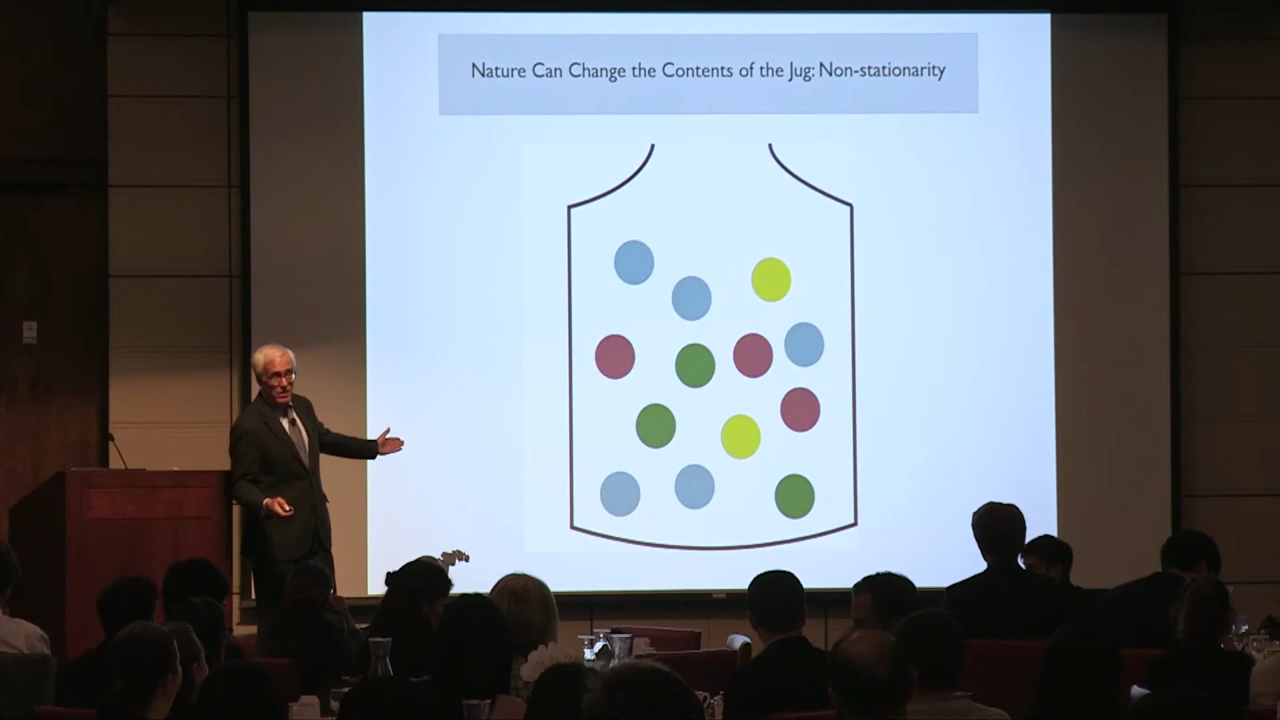 Nature Can Change the Contents of the Jug: Non-stationarity